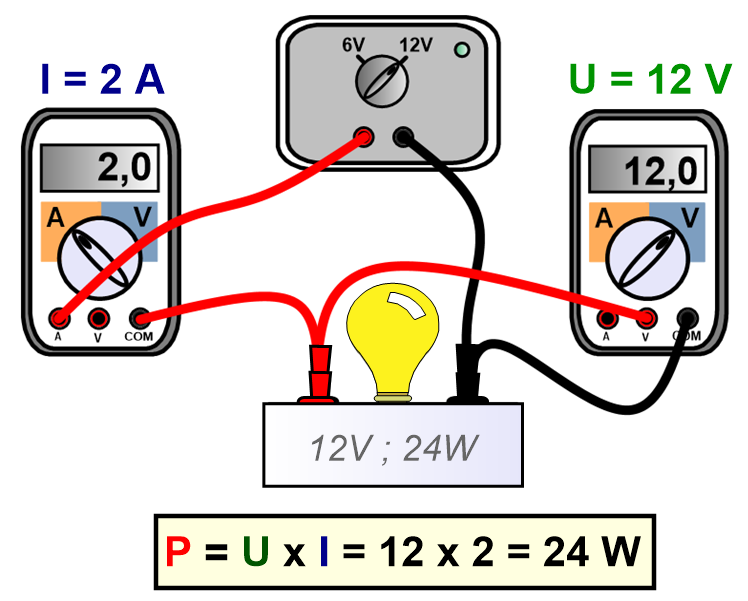 6V 12V
I = 2 A
U = 12 V
2,0
12,0
A V
A V
A V COM
A V COM
12V ; 24W
P = U x I = 12 x 2 = 24 W